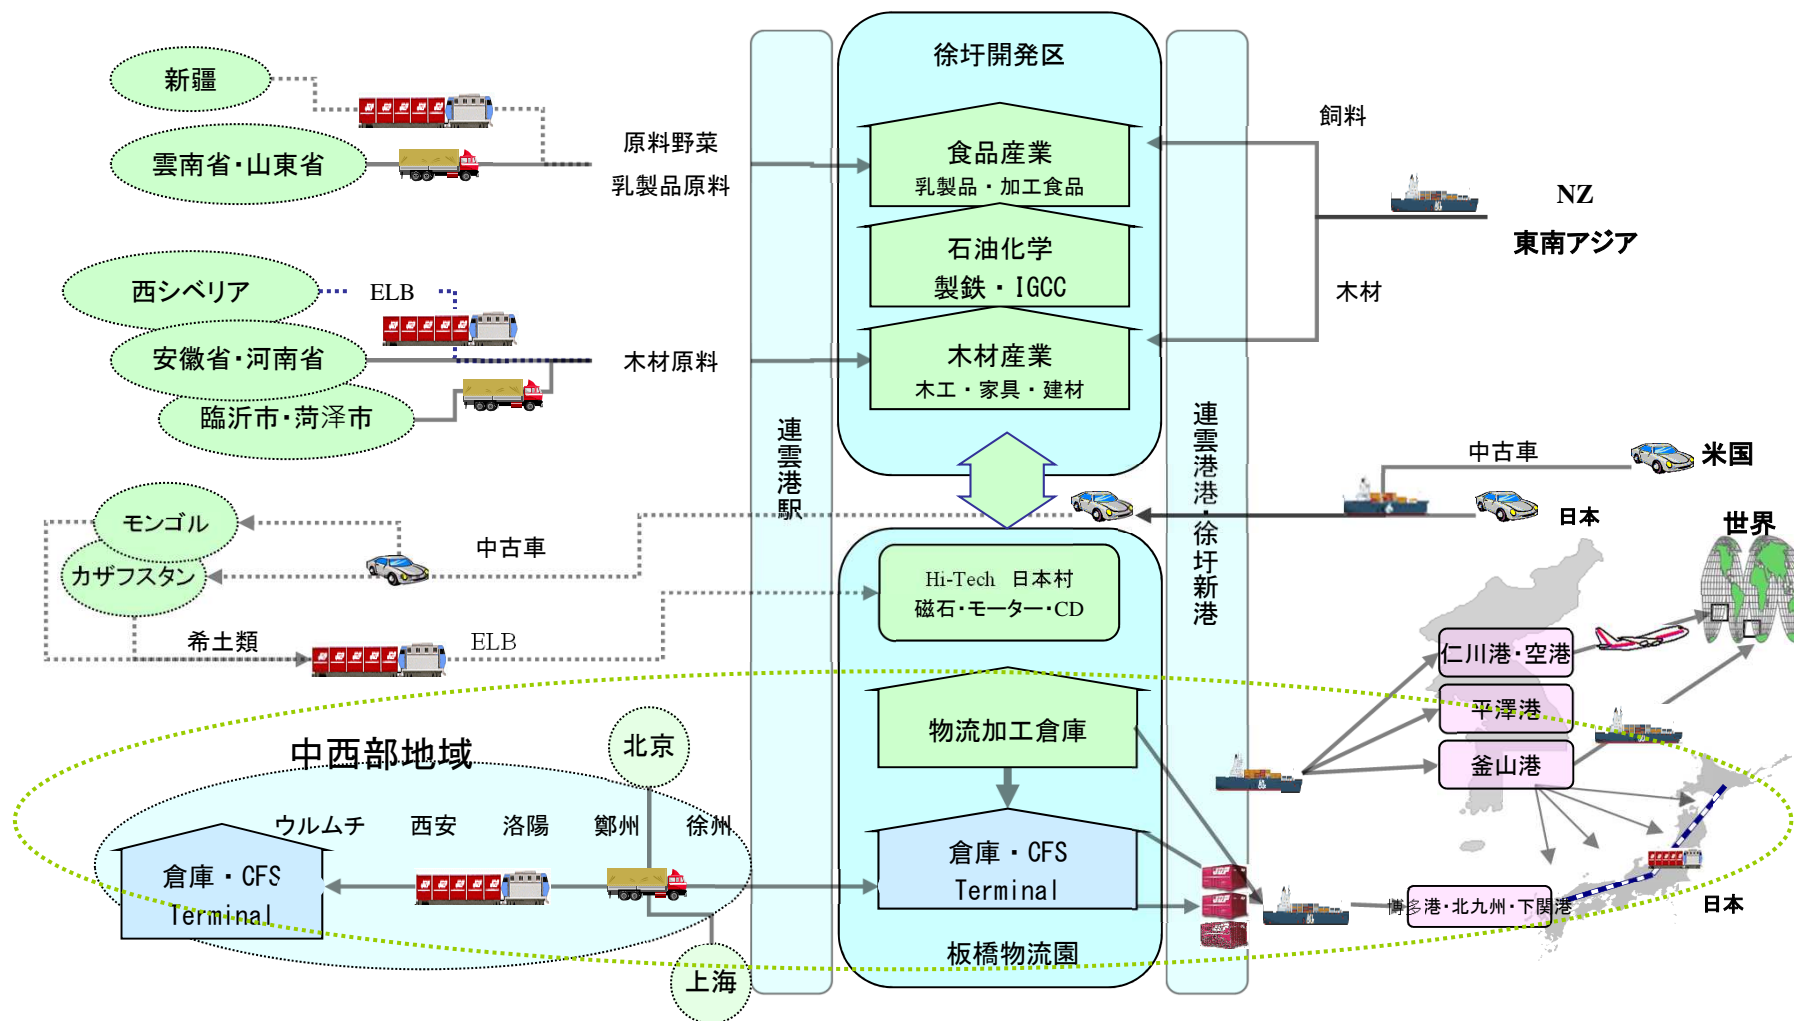 徐圩開発区
新疆
雲南省・山東省
原料野菜
乳製品原料
食品産業
乳製品・加工食品
飼料
NZ
東南アジア
石油化学
製鉄・IGCC
木材
西シベリア
ELB
安徽省・河南省
木材原料
木材産業
木工・家具・建材
臨沂市・菏泽市
連雲港駅
連雲港港・徐圩新港
中古車
米国
日本
世界
モンゴル
カザフスタン
中古車
Hi-Tech 日本村
磁石・モーター・CD
希土類
ELB
仁川港・空港
平澤港
釜山港
物流加工倉庫
北京
中西部地域
ウルムチ
西安
洛陽
鄭州
徐州
倉庫・CFS
Terminal
倉庫・CFS
Terminal
博多港・北九州・下関港
日本
板橋物流園
上海